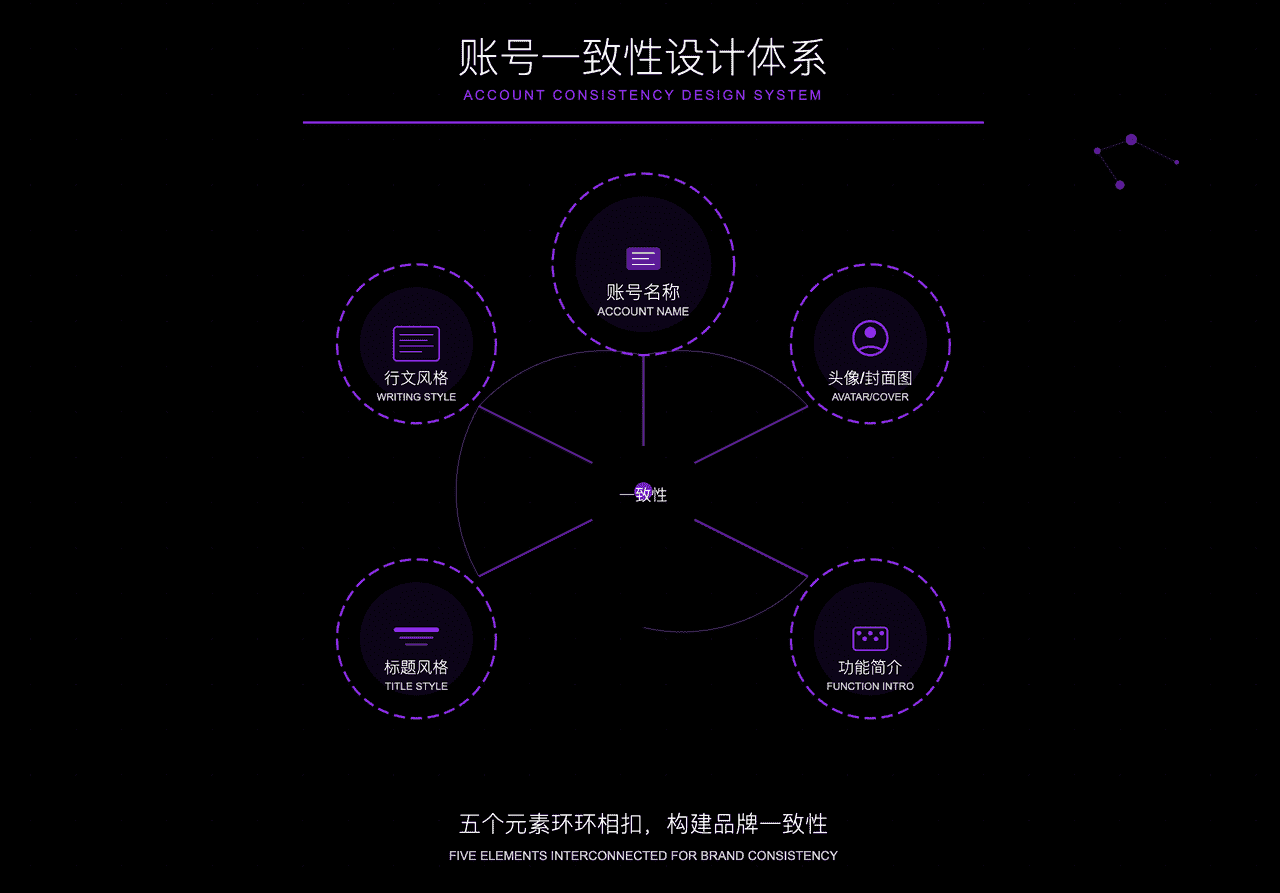 账号一致性设计体系
ACCOUNT CONSISTENCY DESIGN SYSTEM
账号名称
ACCOUNT NAME
行文风格
WRITING STYLE
头像/封面图
AVATAR/COVER
一致性
标题风格
TITLE STYLE
功能简介
FUNCTION INTRO
五个元素环环相扣，构建品牌一致性
FIVE ELEMENTS INTERCONNECTED FOR BRAND CONSISTENCY